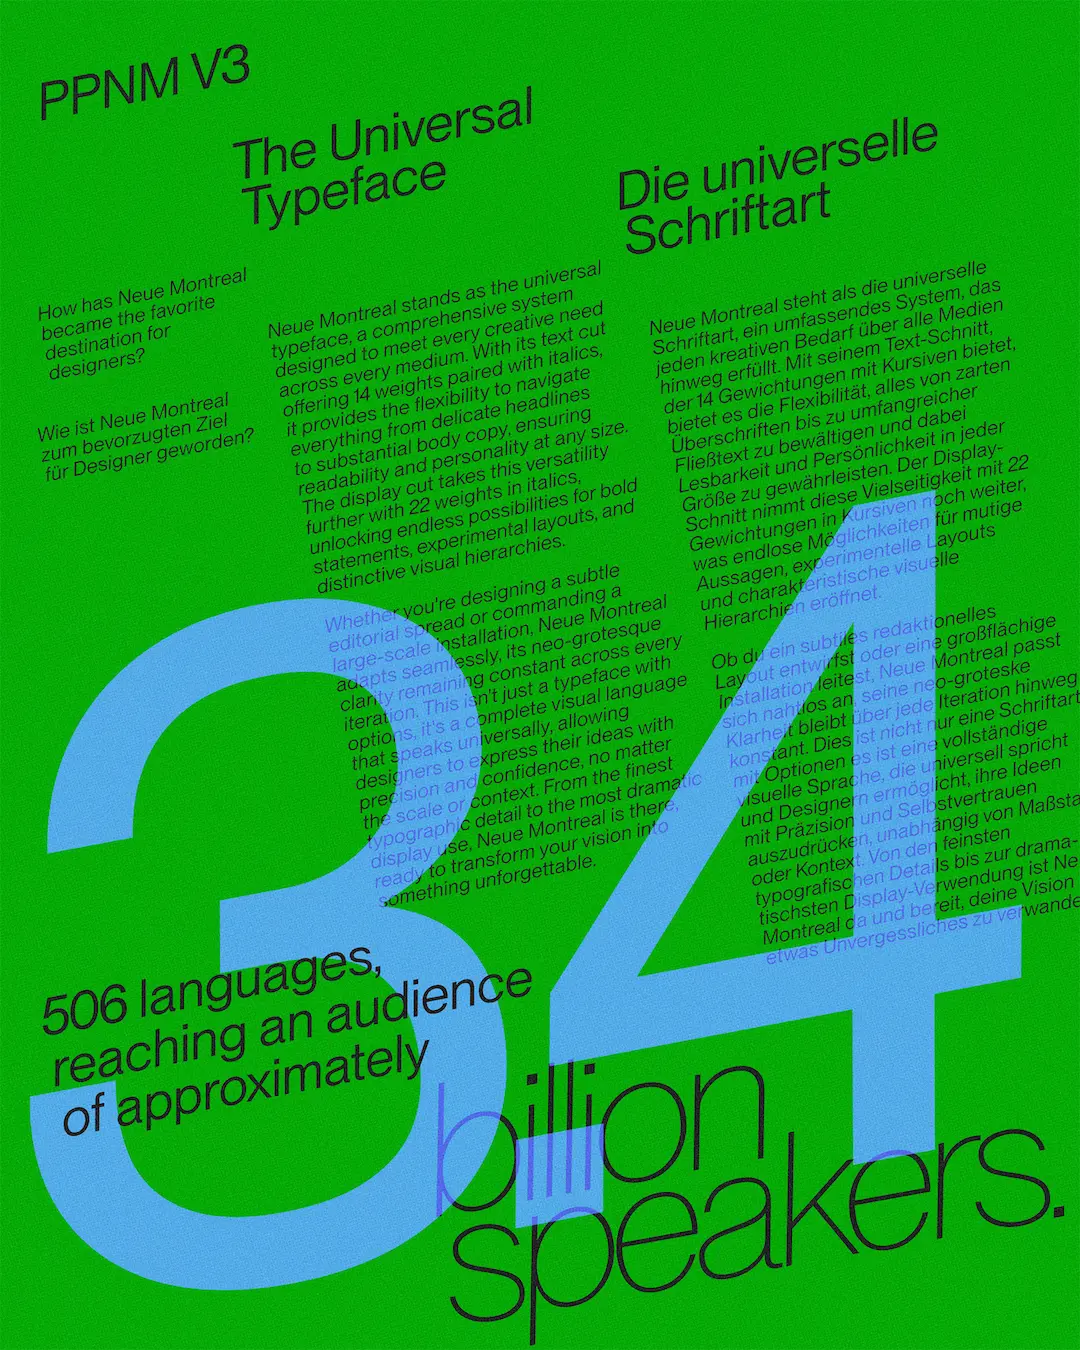 PPNM V3
The Universal
Typeface
Die universelle
Schriftart
How has Neue Montreal
became the favorite
destination for
designers?
Wie ist Neue Montreal
zum bevorzugten Ziel
für Designer geworden?
Neue Montreal stands as the universal
typeface, a comprehensive system
designed to meet every creative need
across every medium. With its text cut
offering 14 weights paired with italics,
it provides the flexibility to navigate
everything from delicate headlines
to substantial body copy, ensuring
readability and personality at any size.
The display cut takes this versatility
further with 22 weights in italics,
unlocking endless possibilities for bold
statements, experimental layouts, and
distinctive visual hierarchies.
Whether you're designing a subtle
editorial spread or commanding a
large-scale installation, Neue Montreal
adapts seamlessly, its neo-grotesque
clarity remaining constant across every
iteration. This isn't just a typeface with
options, it's a complete visual language
that speaks universally, allowing
designers to express their ideas with
precision and confidence, no matter
the scale or context. From the finest
typographic detail to the most dramatic
display use, Neue Montreal is there,
ready to transform your vision into
something unforgettable.
Neue Montreal steht als die universelle
Schriftart, ein umfassendes System, das
jeden kreativen Bedarf über alle Medien
hinweg erfüllt. Mit seinem Text-Schnitt,
der 14 Gewichtungen mit Kursiven bietet,
bietet es die Flexibilität, alles von zarten
Überschriften bis zu umfangreicher
Fließtext zu bewältigen und dabei
Lesbarkeit und Persönlichkeit in jeder
Größe zu gewährleisten. Der Display-
Schnitt nimmt diese Vielseitigkeit mit 22
Gewichtungen in Kursiven noch weiter,
was endlose Möglichkeiten für mutige
Aussagen, experimentelle Layouts
und charakteristische visuelle
Hierarchien eröffnet.
Ob du ein subtiles redaktionelles
Layout entwirfst oder eine großflächige
Installation leitest, Neue Montreal passt
sich nahtlos an, seine neo-groteske
Klarheit bleibt über jede Iteration hinweg
konstant. Dies ist nicht nur eine Schriftart
mit Optionen es ist eine vollständige
visuelle Sprache, die universell spricht
und Designern ermöglicht, ihre Ideen
mit Präzision und Selbstvertrauen
auszudrücken, unabhängig von Maßsta
oder Kontext. Von den feinsten
typografischen Details bis zur drama-
tischsten Display-Verwendung ist Ne
Montreal da und bereit, deine Vision
etwas Unvergessliches zu verwande
506 languages,
reaching an audience
of approximately
3.4
billion
speakers.